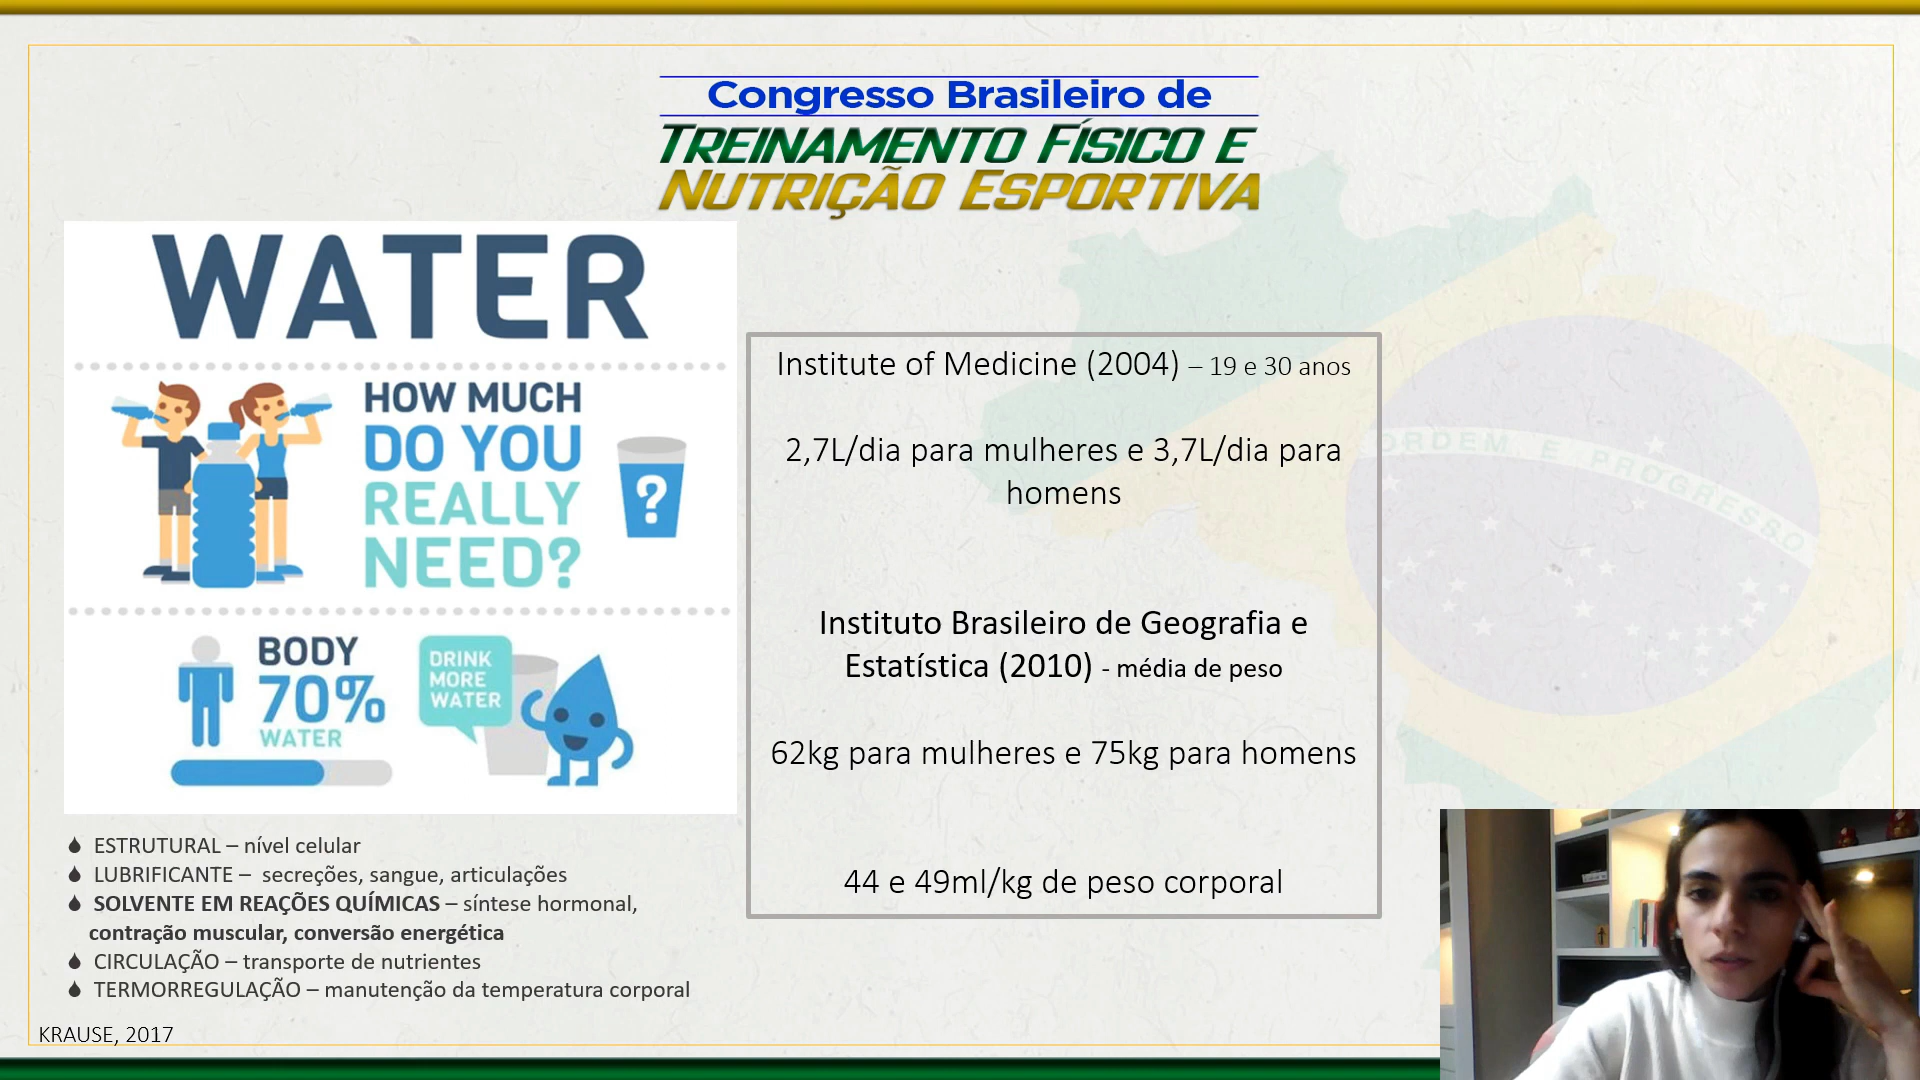 Congresso Brasileiro de
TREINAMENTO FÍSICO E
NUTRIÇÃO ESPORTIVA
WATER
HOW MUCH
DO YOU
REALLY
NEED?
?
BODY
70%
WATER
DRINK
MORE
WATER
ESTRUTURAL – nível celular
LUBRIFICANTE – secreções, sangue, articulações
SOLVENTE EM REAÇÕES QUÍMICAS – síntese hormonal,
contração muscular, conversão energética
CIRCULAÇÃO – transporte de nutrientes
TERMORREGULAÇÃO – manutenção da temperatura corporal
KRAUSE, 2017
Institute of Medicine (2004) – 19 e 30 anos
2,7L/dia para mulheres e 3,7L/dia para
homens
Instituto Brasileiro de Geografia e
Estatística (2010) - média de peso
62kg para mulheres e 75kg para homens
44 e 49ml/kg de peso corporal
ORDEM E PROGRESSO